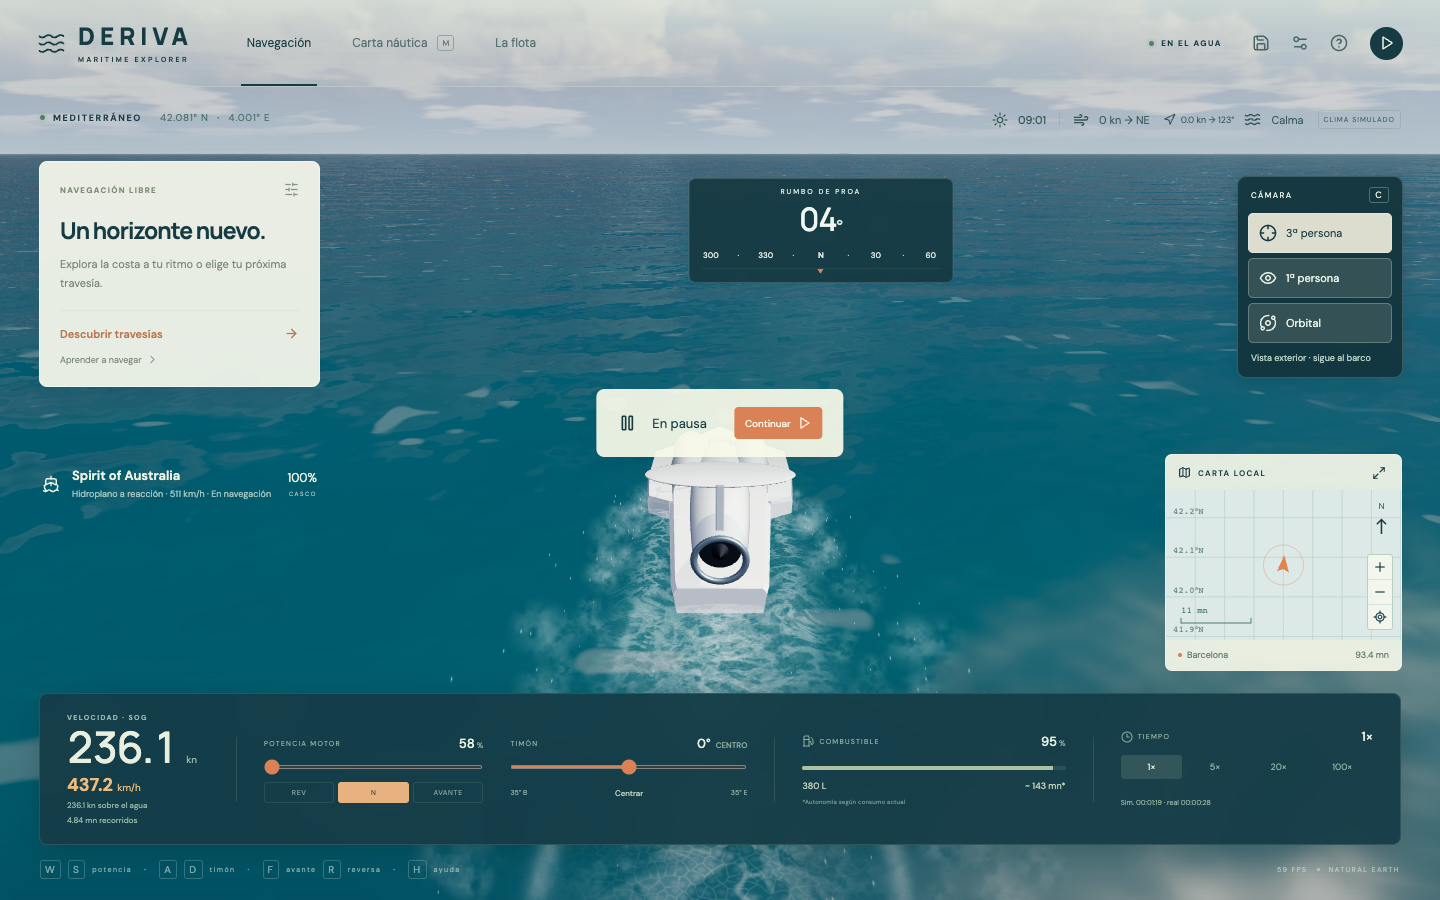 DERIVA
MARITIME EXPLORER
Navegación
Carta náutica M
La flota
EN EL AGUA
MEDITERRÁNEO 42.081° N · 4.001° E
09:01
0 kn → NE
0.0 kn → 123°
Calma
CLIMA SIMULADO
NAVEGACIÓN LIBRE
Un horizonte nuevo.
Explora la costa a tu ritmo o elige tu próxima
travesía.
Descubrir travesías
Aprender a navegar
RUMBO DE PROA
04°
300 · 330 · N · 30 · 60
CÁMARA C
3ª persona
1ª persona
Orbital
Vista exterior · sigue al barco
En pausa
Continuar
Spirit of Australia
Hidroplano a reacción · 511 km/h · En navegación
100%
CASCO
CARTA LOCAL
N
42.2°N
42.1°N
42.0°N
11 mn
41.9°N
Barcelona 93.4 mn
VELOCIDAD · SOG
236.1 kn
437.2 km/h
236.1 kn sobre el agua
4.84 mn recorridos
POTENCIA MOTOR 58 %
REV N AVANTE
TIMÓN 0° CENTRO
35° B Centrar 35° E
COMBUSTIBLE 95 %
380 L ~ 143 mn*
*Autonomía según consumo actual
TIEMPO 1×
1× 5× 20× 100×
Sim. 00:01:19 · real 00:00:28
W S potencia · A D timón · F avante R reversa · H ayuda
59 FPS • NATURAL EARTH